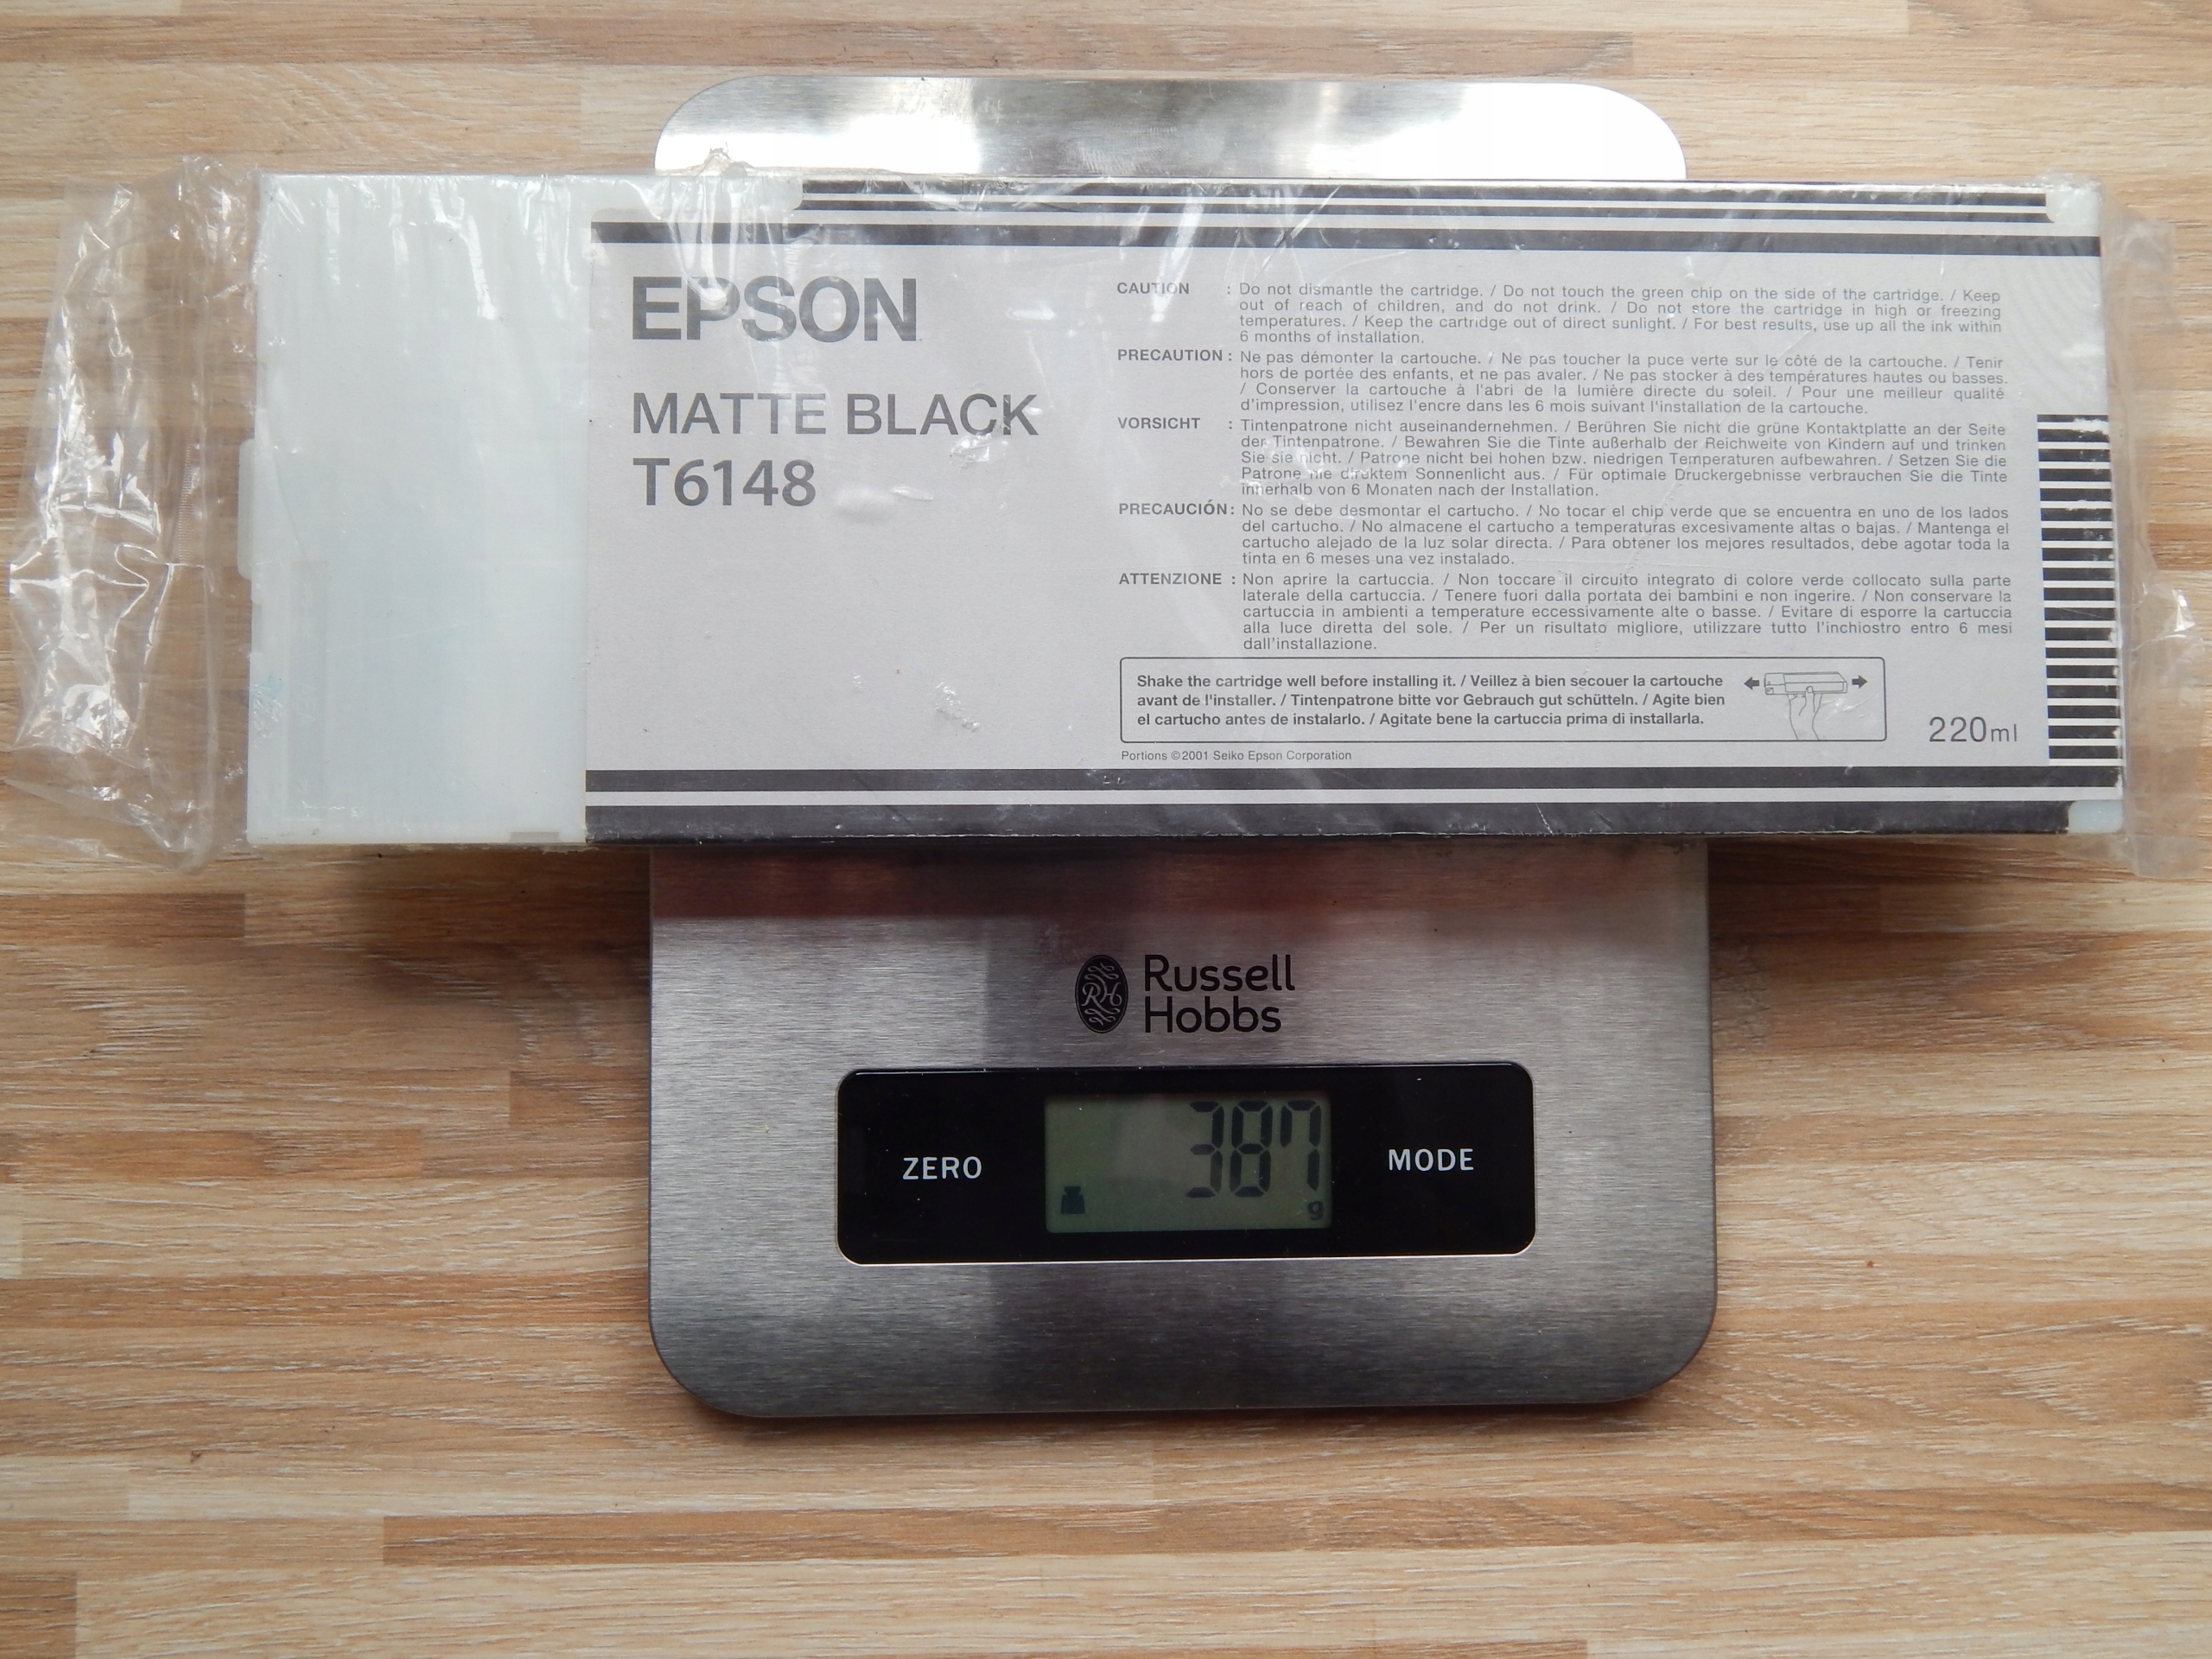 EPSON
MATTE BLACK
T6148
CAUTION : Do not dismantle the cartridge. / Do not touch the green chip on the side of the cartridge. / Keep
out of reach of children, and do not drink. / Do not store the cartridge in high or freezing
temperatures. / Keep the cartridge out of direct sunlight. / For best results, use up all the ink within
6 months of installation.
PRECAUTION : Ne pas démonter la cartouche. / Ne pas toucher la puce verte sur le côté de la cartouche. / Tenir
hors de portée des enfants, et ne pas avaler. / Ne pas stocker à des températures hautes ou basses.
/ Conserver la cartouche à l'abri de la lumière directe du soleil. / Pour une meilleur qualité
d'impression, utilisez l'encre dans les 6 mois suivant l'installation de la cartouche.
VORSICHT : Tintenpatrone nicht auseinandernehmen. / Berühren Sie nicht die grüne Kontaktplatte an der Seite
der Tintenpatrone. / Bewahren Sie die Tinte außerhalb der Reichweite von Kindern auf und trinken
Sie sie nicht. / Patrone nicht bei hohen bzw. niedrigen Temperaturen aufbewahren. / Setzen Sie die
Patrone nie direktem Sonnenlicht aus. / Für optimale Druckergebnisse verbrauchen Sie die Tinte
innerhalb von 6 Monaten nach der Installation.
PRECAUCIÓN : No se debe desmontar el cartucho. / No tocar el chip verde que se encuentra en uno de los lados
del cartucho. / No almacene el cartucho a temperaturas excesivamente altas o bajas. / Mantenga el
cartucho alejado de la luz solar directa. / Para obtener los mejores resultados, debe agotar toda la
tinta en 6 meses una vez instalado.
ATTENZIONE : Non aprire la cartuccia. / Non toccare il circuito integrato di colore verde collocato sulla parte
laterale della cartuccia. / Tenere fuori dalla portata dei bambini e non ingerire. / Non conservare la
cartuccia in ambienti a temperature eccessivamente alte o basse. / Evitare di esporre la cartuccia
alla luce diretta del sole. / Per un risultato migliore, utilizzare tutto l'inchiostro entro 6 mesi
dall'installazione.
Shake the cartridge well before installing it. / Veillez à bien secouer la cartouche
avant de l'installer. / Tintenpatrone bitte vor Gebrauch gut schütteln. / Agite bien
el cartucho antes de instalarlo. / Agitate bene la cartuccia prima di installarla.
220ml
Portions ©2001 Seiko Epson Corporation
RH
Russell
Hobbs
ZERO
387
g
MODE